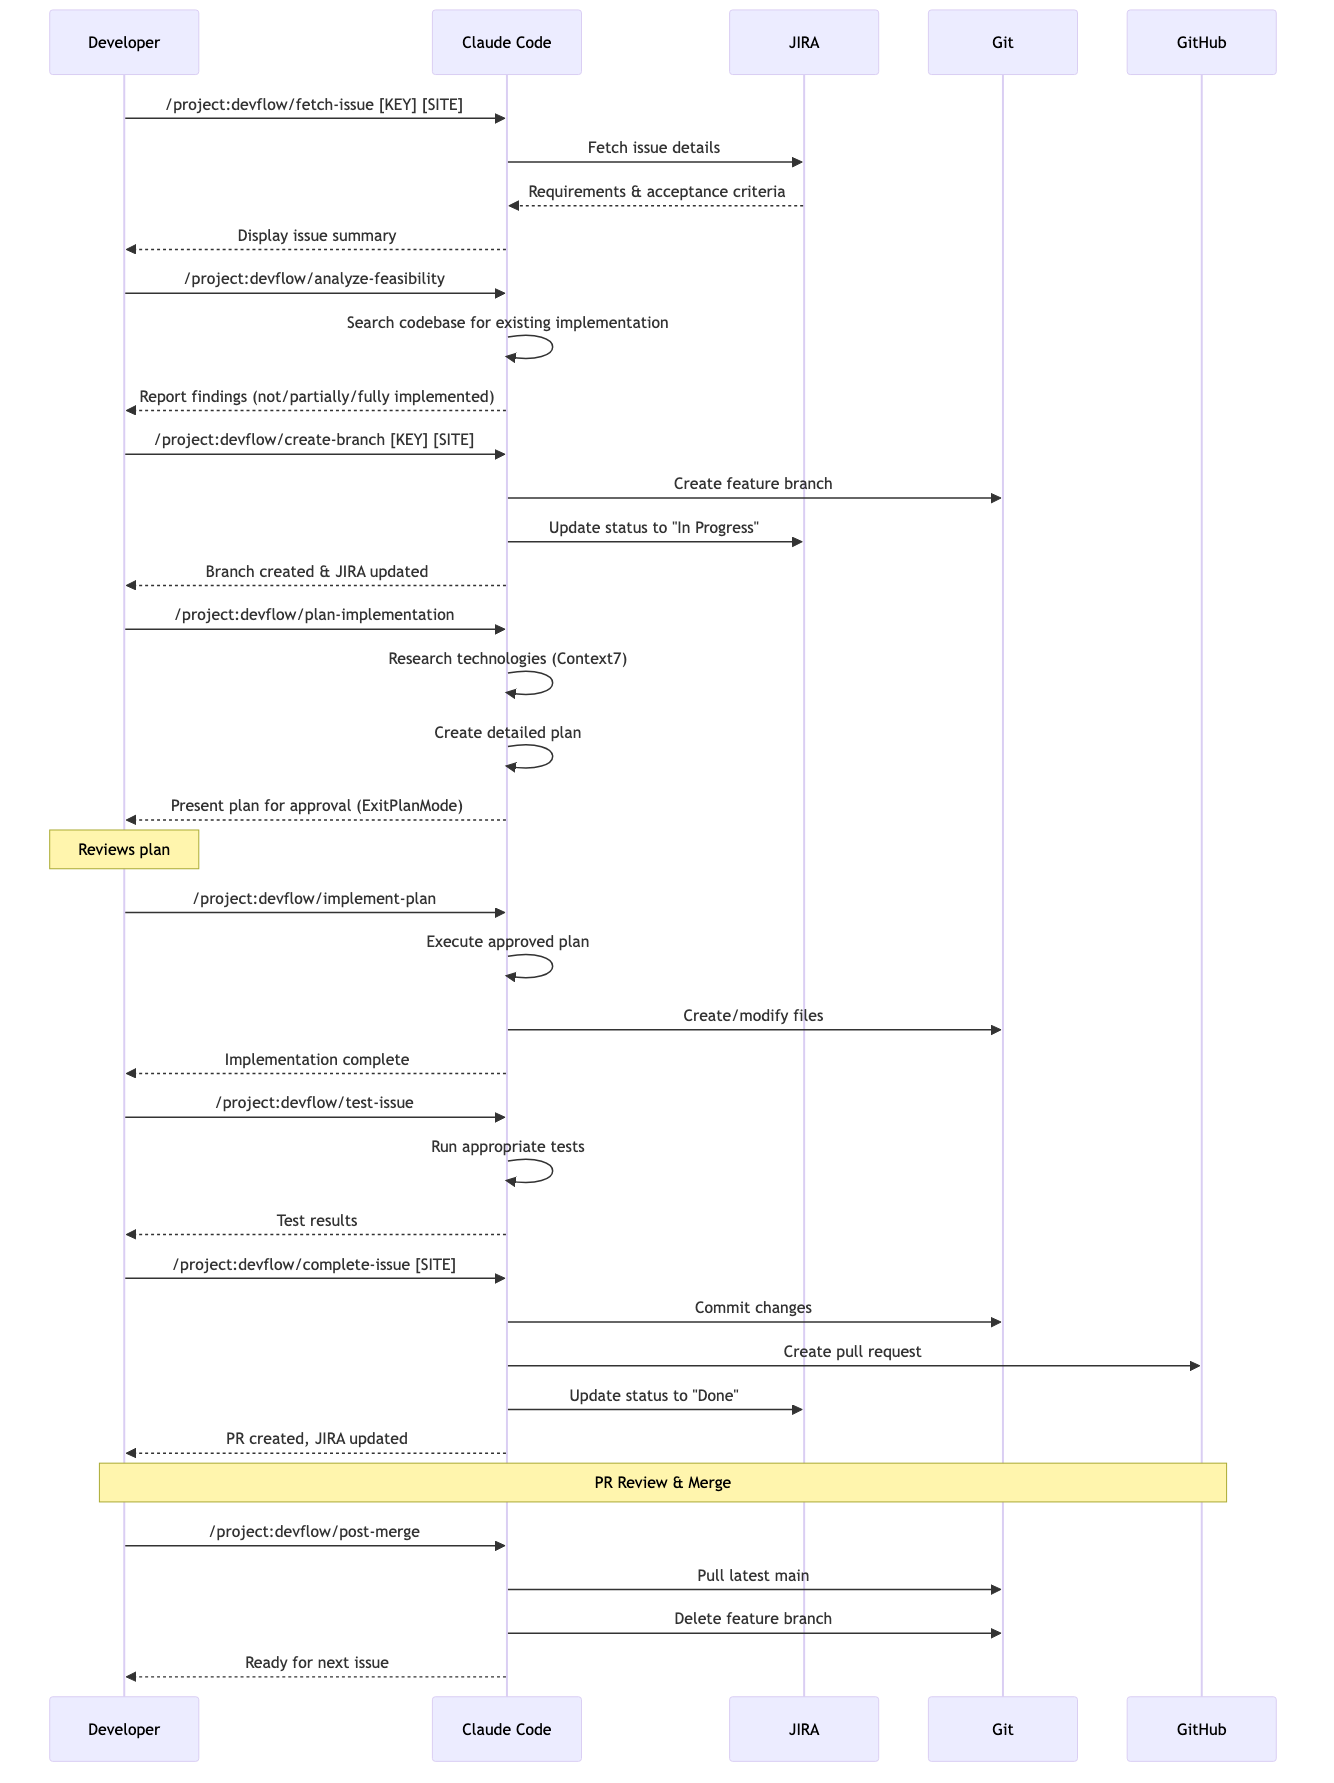 Developer
Claude Code
JIRA
Git
GitHub
/project:devflow/fetch-issue [KEY] [SITE]
Fetch issue details
Requirements & acceptance criteria
Display issue summary
/project:devflow/analyze-feasibility
Search codebase for existing implementation
Report findings (not/partially/fully implemented)
/project:devflow/create-branch [KEY] [SITE]
Create feature branch
Update status to "In Progress"
Branch created & JIRA updated
/project:devflow/plan-implementation
Research technologies (Context7)
Create detailed plan
Present plan for approval (ExitPlanMode)
Reviews plan
/project:devflow/implement-plan
Execute approved plan
Create/modify files
Implementation complete
/project:devflow/test-issue
Run appropriate tests
Test results
/project:devflow/complete-issue [SITE]
Commit changes
Create pull request
Update status to "Done"
PR created, JIRA updated
PR Review & Merge
/project:devflow/post-merge
Pull latest main
Delete feature branch
Ready for next issue
Developer
Claude Code
JIRA
Git
GitHub